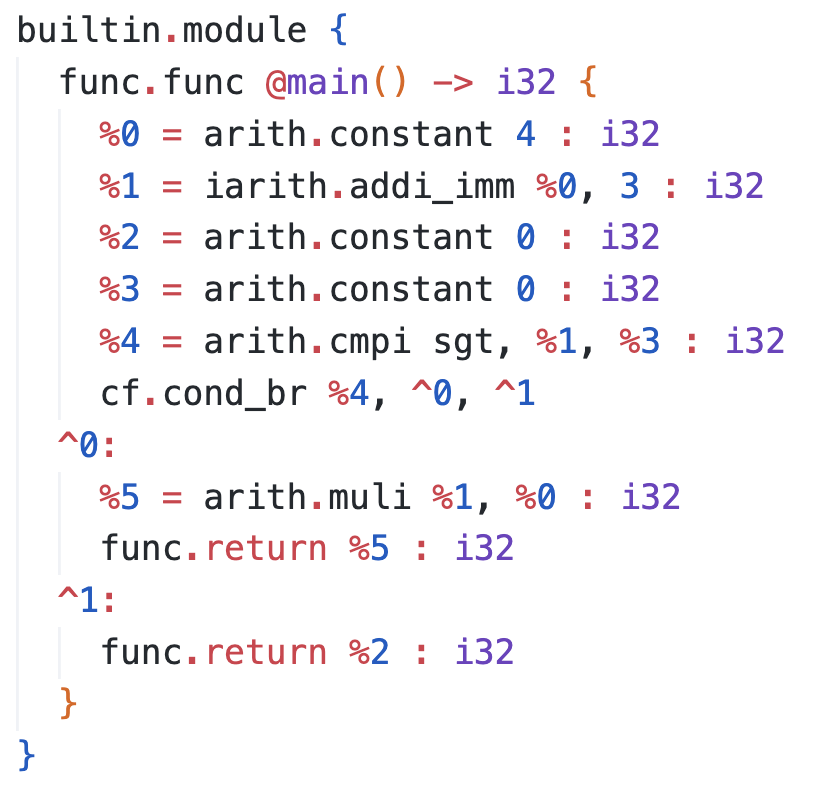 builtin.module {
  func.func @main() -> i32 {
    %0 = arith.constant 4 : i32
    %1 = iarith.addi_imm %0, 3 : i32
    %2 = arith.constant 0 : i32
    %3 = arith.constant 0 : i32
    %4 = arith.cmpi sgt, %1, %3 : i32
    cf.cond_br %4, ^0, ^1
  ^0:
    %5 = arith.muli %1, %0 : i32
    func.return %5 : i32
  ^1:
    func.return %2 : i32
  }
}